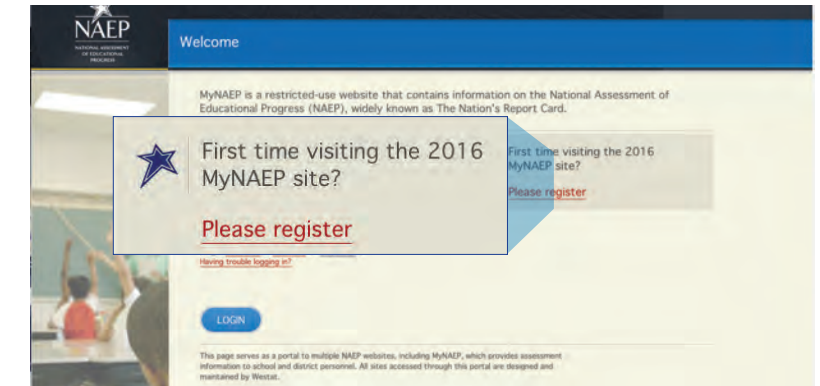 NAEP
NATIONAL ASSESSMENT
OF EDUCATIONAL
PROGRESS
Welcome
MyNAEP is a restricted-use website that contains information on the National Assessment of
Educational Progress (NAEP), widely known as The Nation's Report Card.
First time visiting the 2016
MyNAEP site?
Please register
First time visiting the 2016
MyNAEP site?
Please register
Having trouble logging in?
LOGIN
This page serves as a portal to multiple NAEP websites, including MyNAEP, which provides assessment
information to school and district personnel. All sites accessed through this portal are designed and
maintained by Westat.